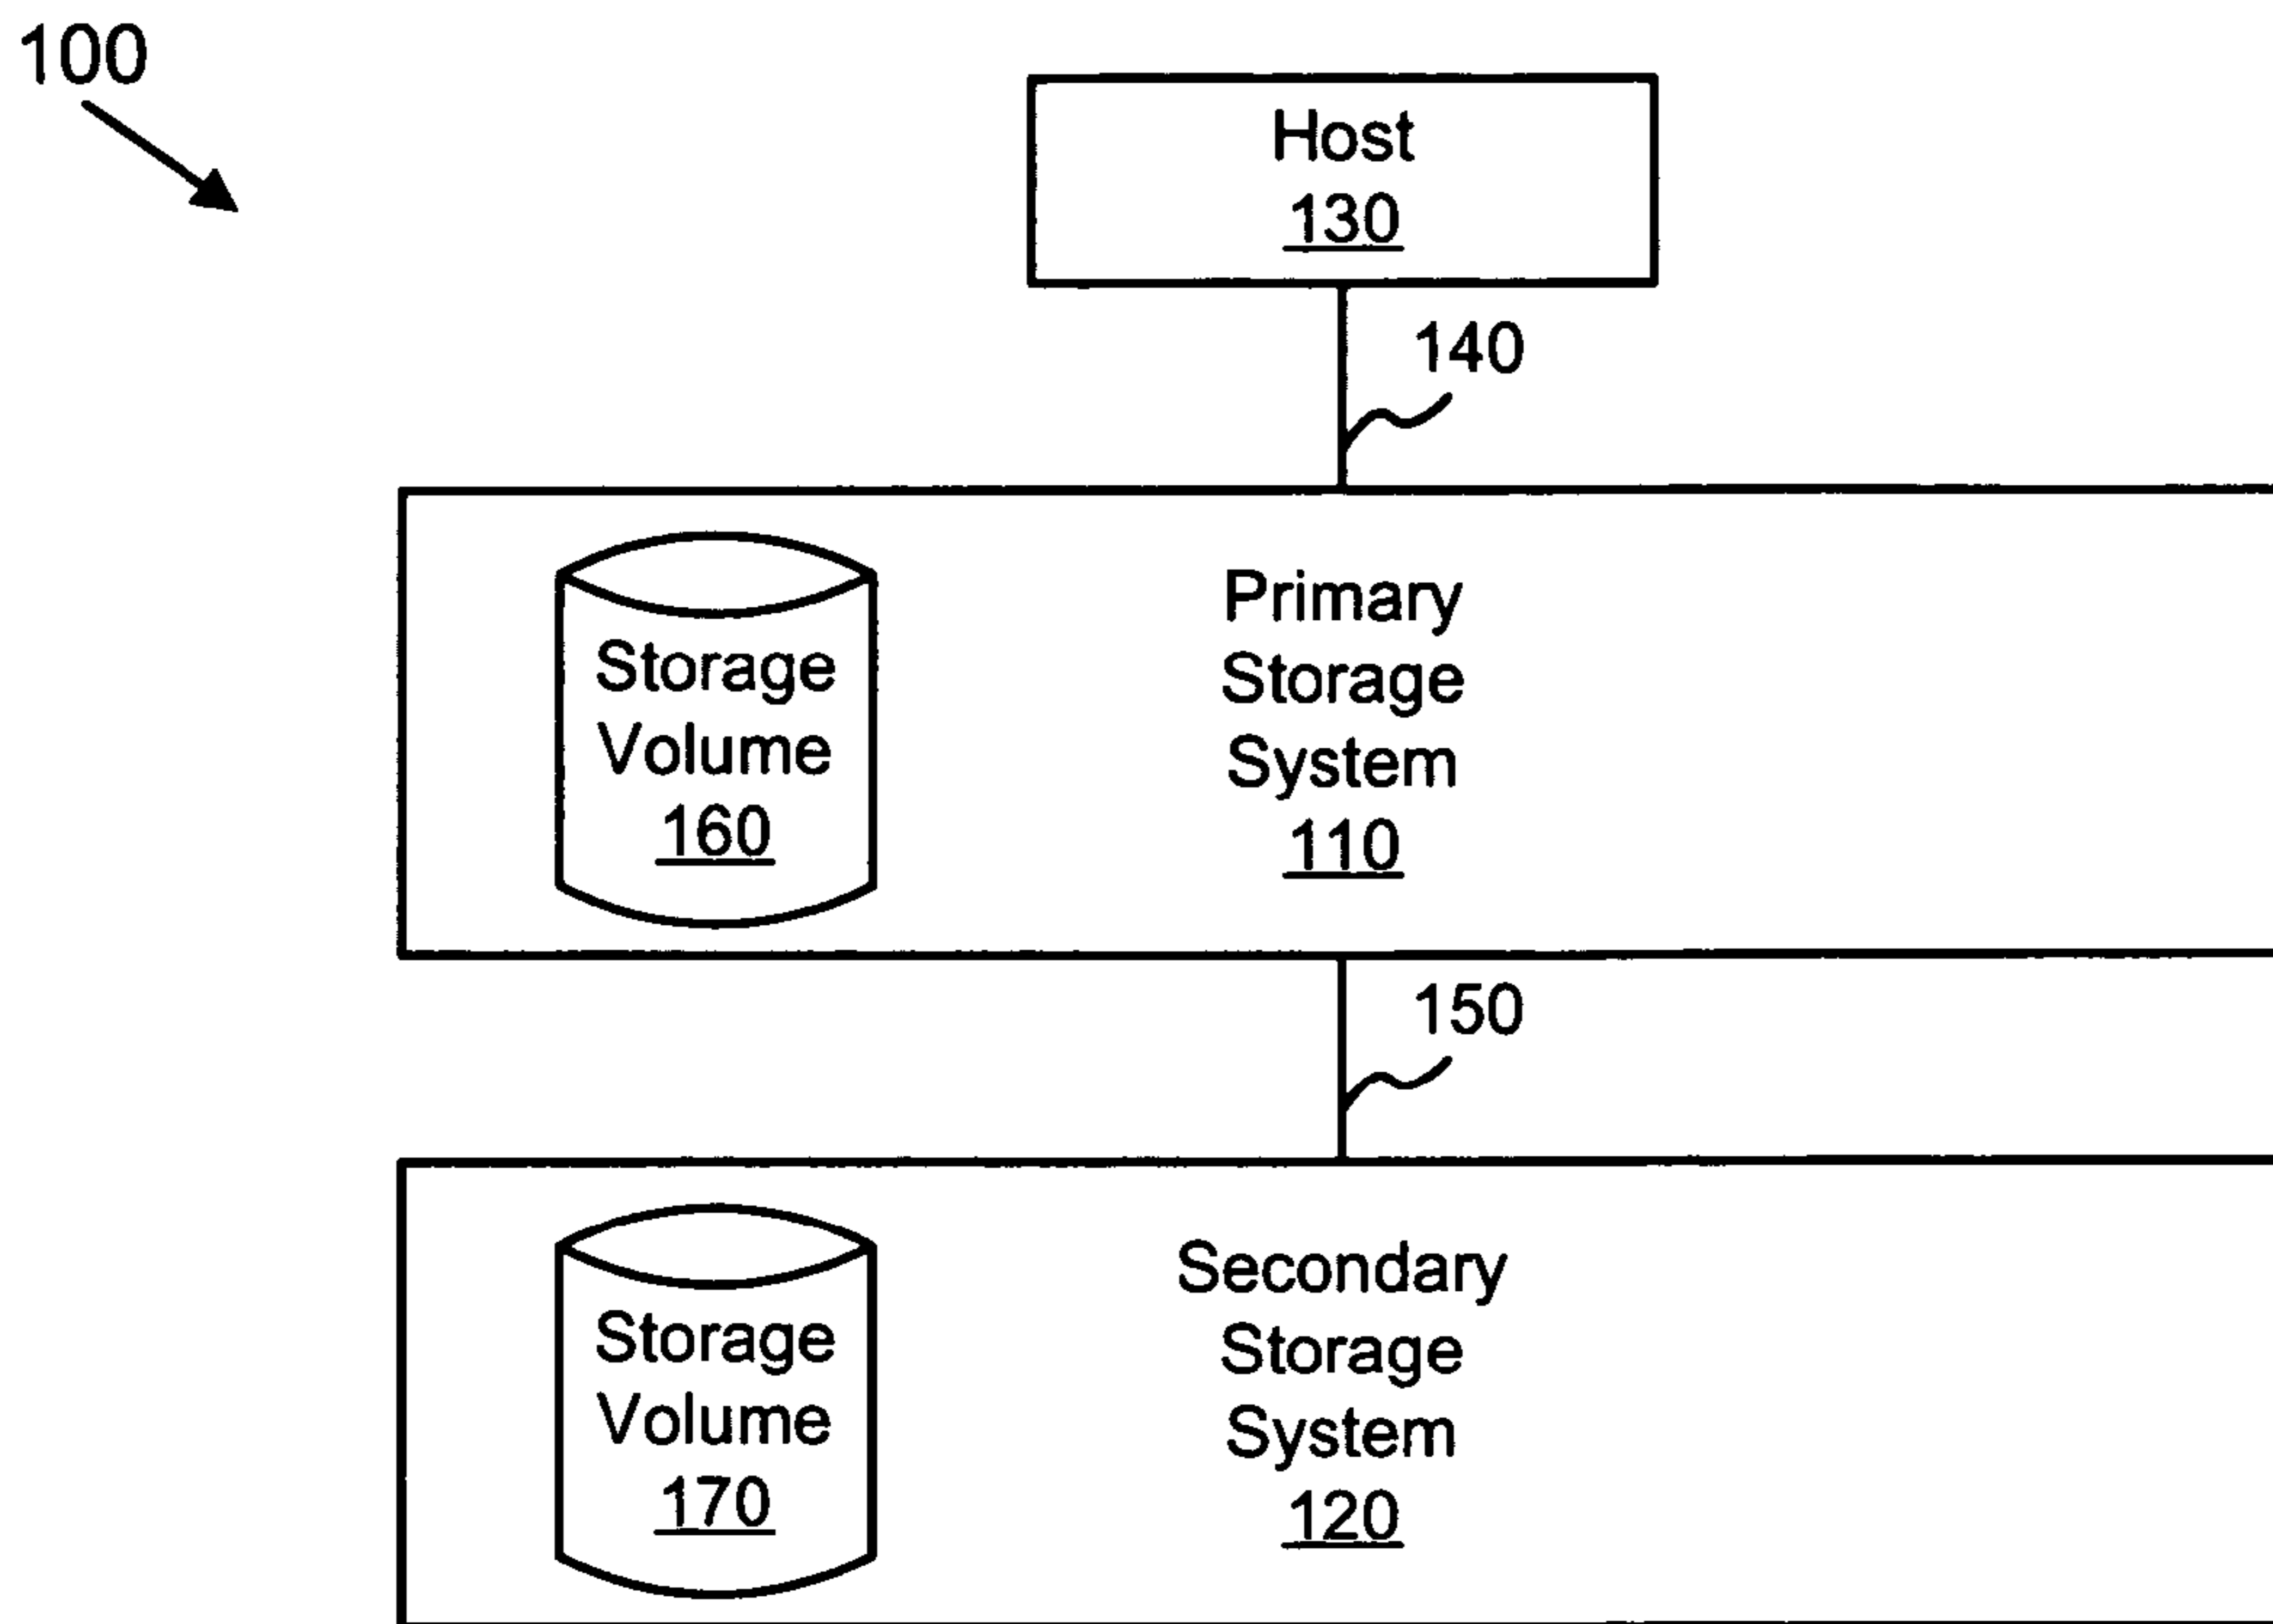 100
Host
130
140
Storage
Volume
160
Primary
Storage
System
110
150
Storage
Volume
170
Secondary
Storage
System
120